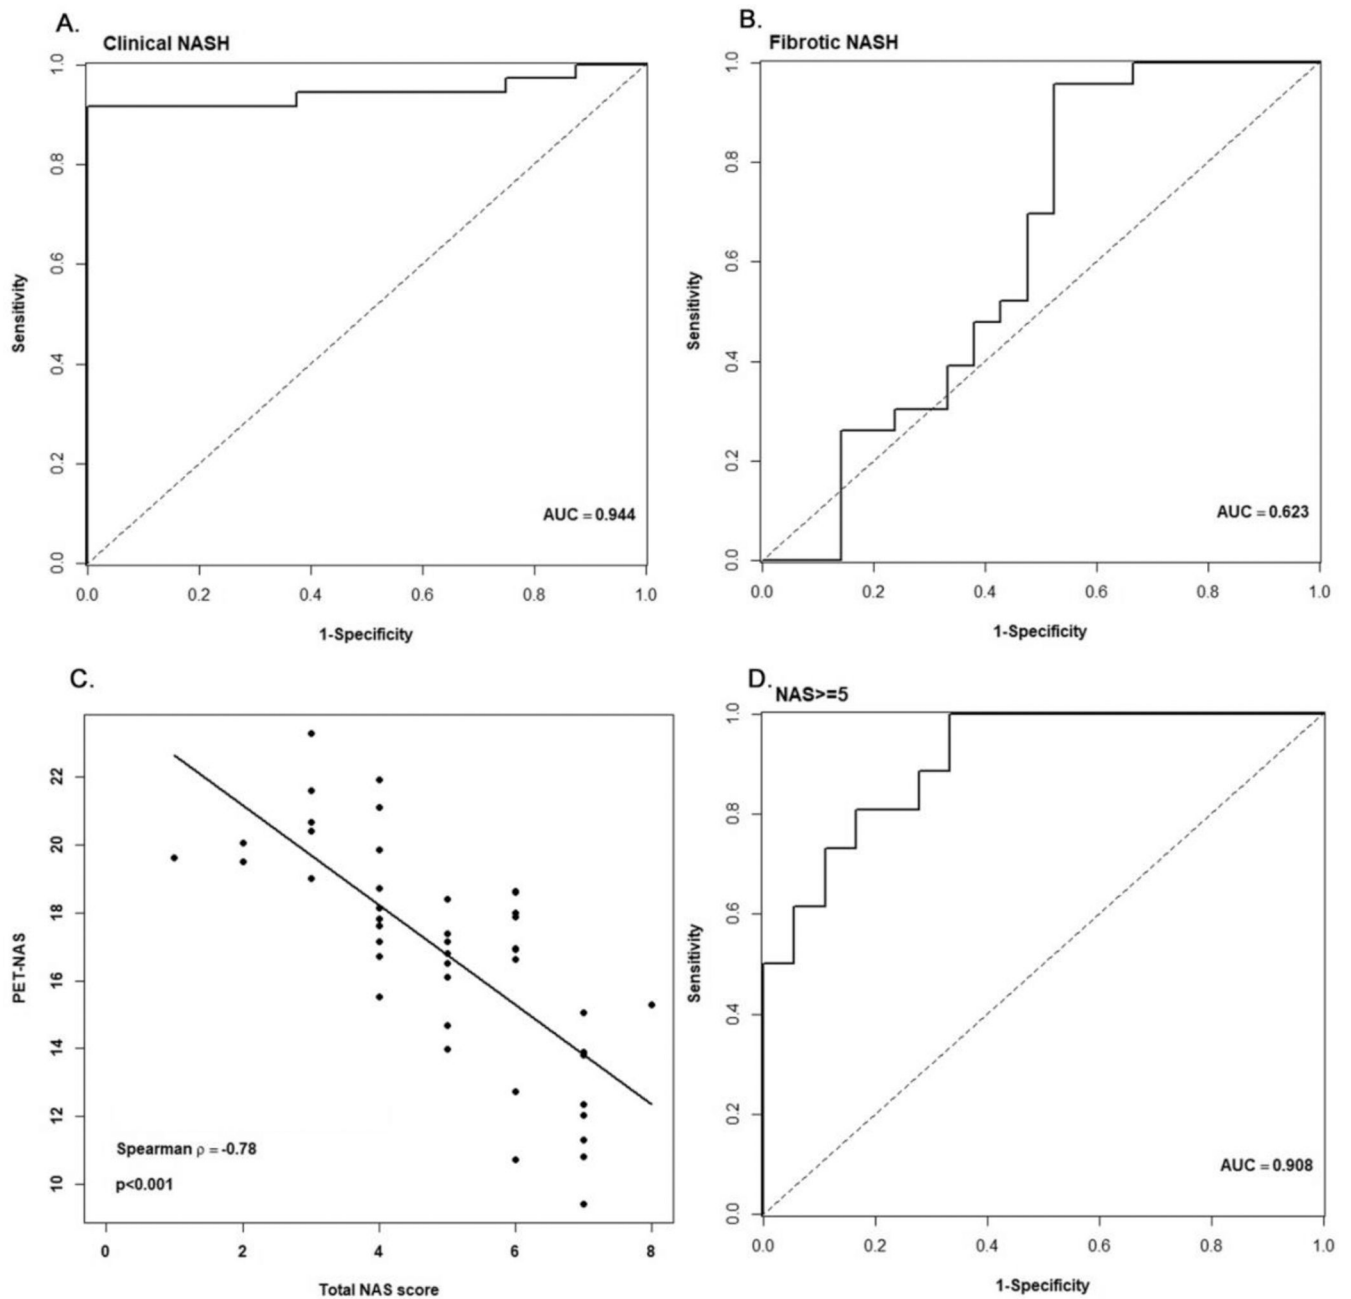 A.
Clinical NASH
1.0
0.8
0.6
0.4
0.2
0.0
Sensitivity
AUC = 0.944
0.0 0.2 0.4 0.6 0.8 1.0
1-Specificity
B.
Fibrotic NASH
1.0
0.8
0.6
0.4
0.2
0.0
Sensitivity
AUC = 0.623
0.0 0.2 0.4 0.6 0.8 1.0
1-Specificity
C.
22
20
18
16
14
12
10
PET-NAS
Spearman ρ = -0.78
p<0.001
0 2 4 6 8
Total NAS score
D.
NAS>=5
1.0
0.8
0.6
0.4
0.2
0.0
Sensitivity
AUC = 0.908
0.0 0.2 0.4 0.6 0.8 1.0
1-Specificity